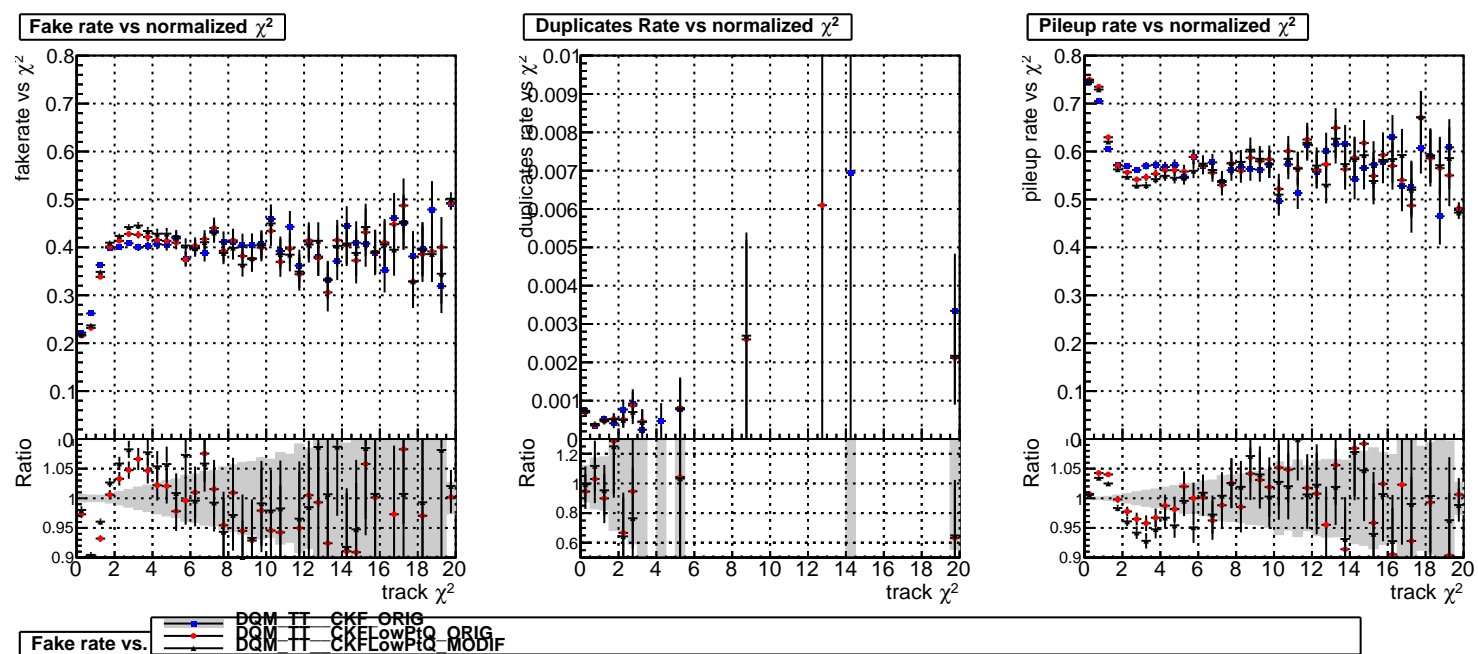 Fake rate vs normalized χ²
fakerate vs χ²
0.8
0.7
0.6
0.5
0.4
0.3
0.2
0.1
0
Ratio
1.05
1
0.95
0.9
0 2 4 6 8 10 12 14 16 18 20
track χ²
Duplicates Rate vs normalized χ²
duplicates rate vs χ²
0.01
0.009
0.008
0.007
0.006
0.005
0.004
0.003
0.002
0.001
0
Ratio
1.2
1
0.8
0.6
0 2 4 6 8 10 12 14 16 18 20
track χ²
Pileup rate vs normalized χ²
pileup rate vs χ²
0.8
0.7
0.6
0.5
0.4
0.3
0.2
0.1
0
Ratio
1.05
1
0.95
0.9
0 2 4 6 8 10 12 14 16 18 20
track χ²
Fake rate vs.
DQM_TT__CKF_ORIG
DQM_TT__CKFLowPtQ_ORIG
DQM_TT__CKFLowPtQ_MODIF